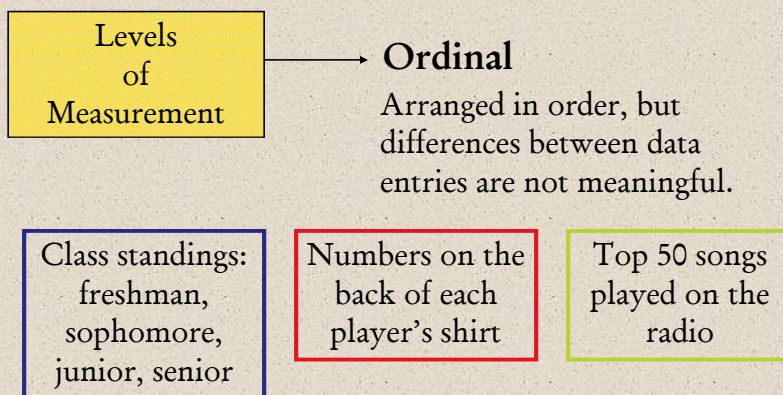 Levels
of
Measurement
Ordinal
Arranged in order, but
differences between data
entries are not meaningful.
Class standings:
freshman,
sophomore,
junior, senior
Numbers on the
back of each
player’s shirt
Top 50 songs
played on the
radio